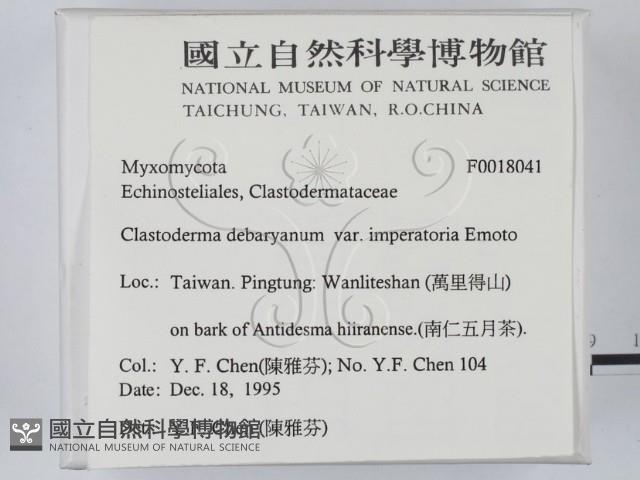 國立自然科學博物館
NATIONAL MUSEUM OF NATURAL SCIENCE
TAICHUNG, TAIWAN, R.O.CHINA
Myxomycota F0018041
Echinosteliales, Clastodermataceae
Clastoderma debaryanum var. imperatoria Emoto
Loc.: Taiwan. Pingtung: Wanliteshan (萬里得山)
on bark of Antidesma hiiranense.(南仁五月茶).
Col.: Y. F. Chen(陳雅芬); No. Y.F. Chen 104
Date: Dec. 18, 1995
(陳雅芬)
國立自然科學博物館
NATIONAL MUSEUM OF NATURAL SCIENCE
9 1